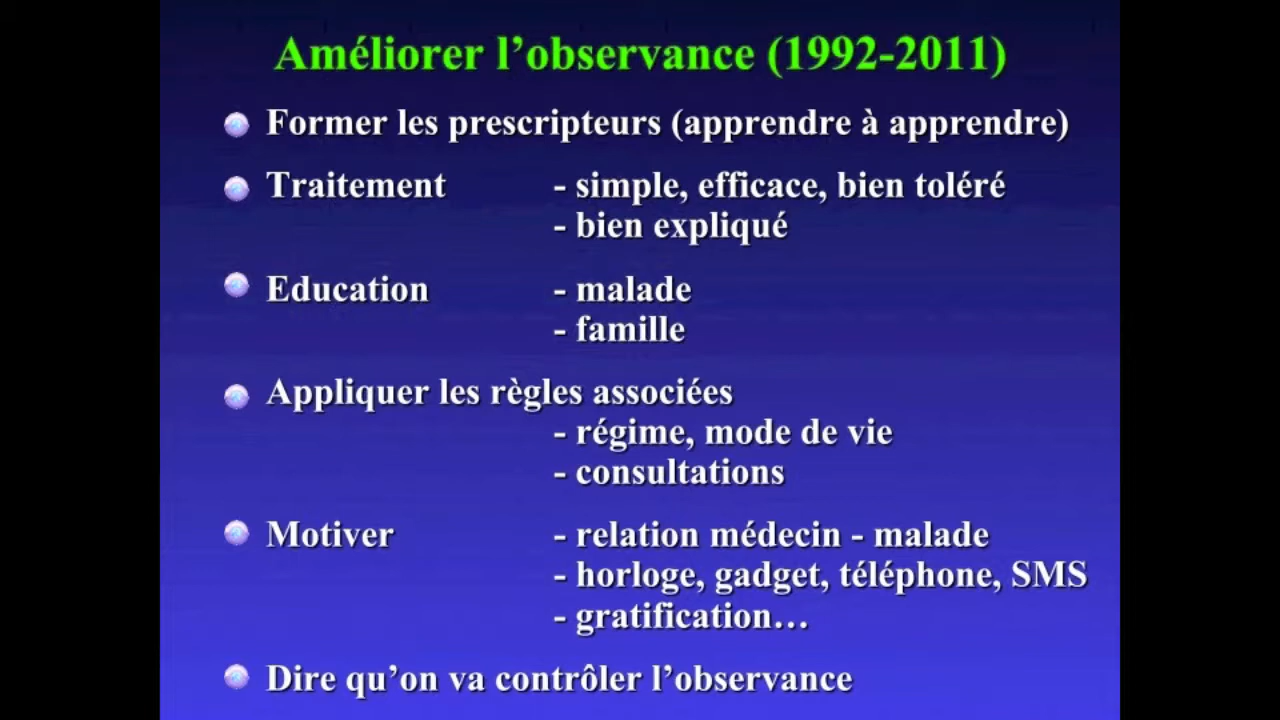 Améliorer l’observance (1992-2011)
Former les prescripteurs (apprendre à apprendre)
Traitement - simple, efficace, bien toléré
- bien expliqué
Education - malade
- famille
Appliquer les règles associées
- régime, mode de vie
- consultations
Motiver - relation médecin - malade
- horloge, gadget, téléphone, SMS
- gratification…
Dire qu’on va contrôler l’observance